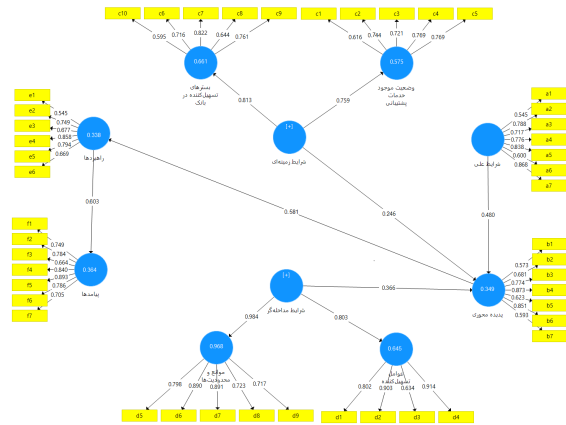 c10 c6 c7 c8 c9
0.595 0.716 0.822 0.644 0.761
0.661
بسترهای
تسهیل‌کننده در
بانک
c1 c2 c3 c4 c5
0.616 0.744 0.721 0.769 0.769
0.575
وضعیت موجود
خدمات
پشتیبانی
0.813
0.759
[+]
شرایط زمینه‌ای
e1
e2
a3
e4
e5
a6
0.545
0.749
0.677
0.858
0.794
0.669
0.338
راهبردها
a1
a2
a3
a4
a5
a6
a7
0.545
0.788
0.717
0.776
0.838
0.600
0.868
شرایط علی
0.603
0.581
0.246
0.480
f1
f2
f3
f4
f5
f6
f7
0.749
0.784
0.664
0.840
0.893
0.786
0.705
0.364
پیامدها
[+]
شرایط مداخله‌گر
0.366
0.349
پدیده محوری
b1
b2
b3
b4
b5
b6
b7
0.573
0.681
0.774
0.873
0.623
0.851
0.593
0.984
0.803
0.968
موانع و
محدودیت‌ها
0.798 0.890 0.891 0.723 0.717
d5 d6 d7 d8 d9
0.645
عوامل
تسهیل‌کننده
0.802 0.903 0.634 0.914
d1 d2 d3 d4